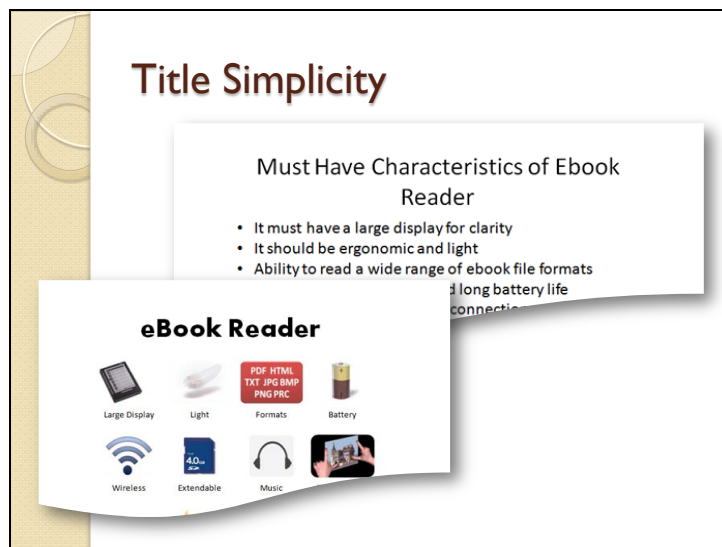 Title Simplicity
Must Have Characteristics of Ebook
Reader
• It must have a large display for clarity
• It should be ergonomic and light
• Ability to read a wide range of ebook file formats
long battery life
connection
eBook Reader
PDF HTML
TXT JPG BMP
PNG PRC
Large Display Light Formats Battery
4.0GB
Wireless Extendable Music